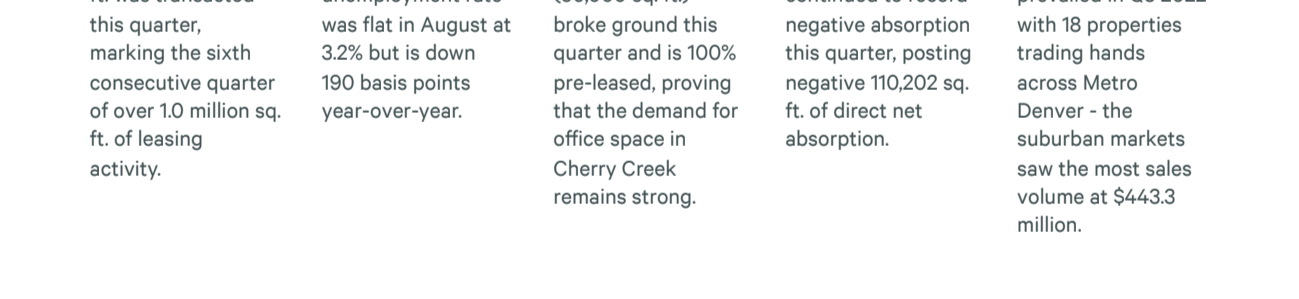 this quarter,
marking the sixth
consecutive quarter
of over 1.0 million sq.
ft. of leasing
activity.
was flat in August at
3.2% but is down
190 basis points
year-over-year.
broke ground this
quarter and is 100%
pre-leased, proving
that the demand for
office space in
Cherry Creek
remains strong.
negative absorption
this quarter, posting
negative 110,202 sq.
ft. of direct net
absorption.
with 18 properties
trading hands
across Metro
Denver - the
suburban markets
saw the most sales
volume at $443.3
million.